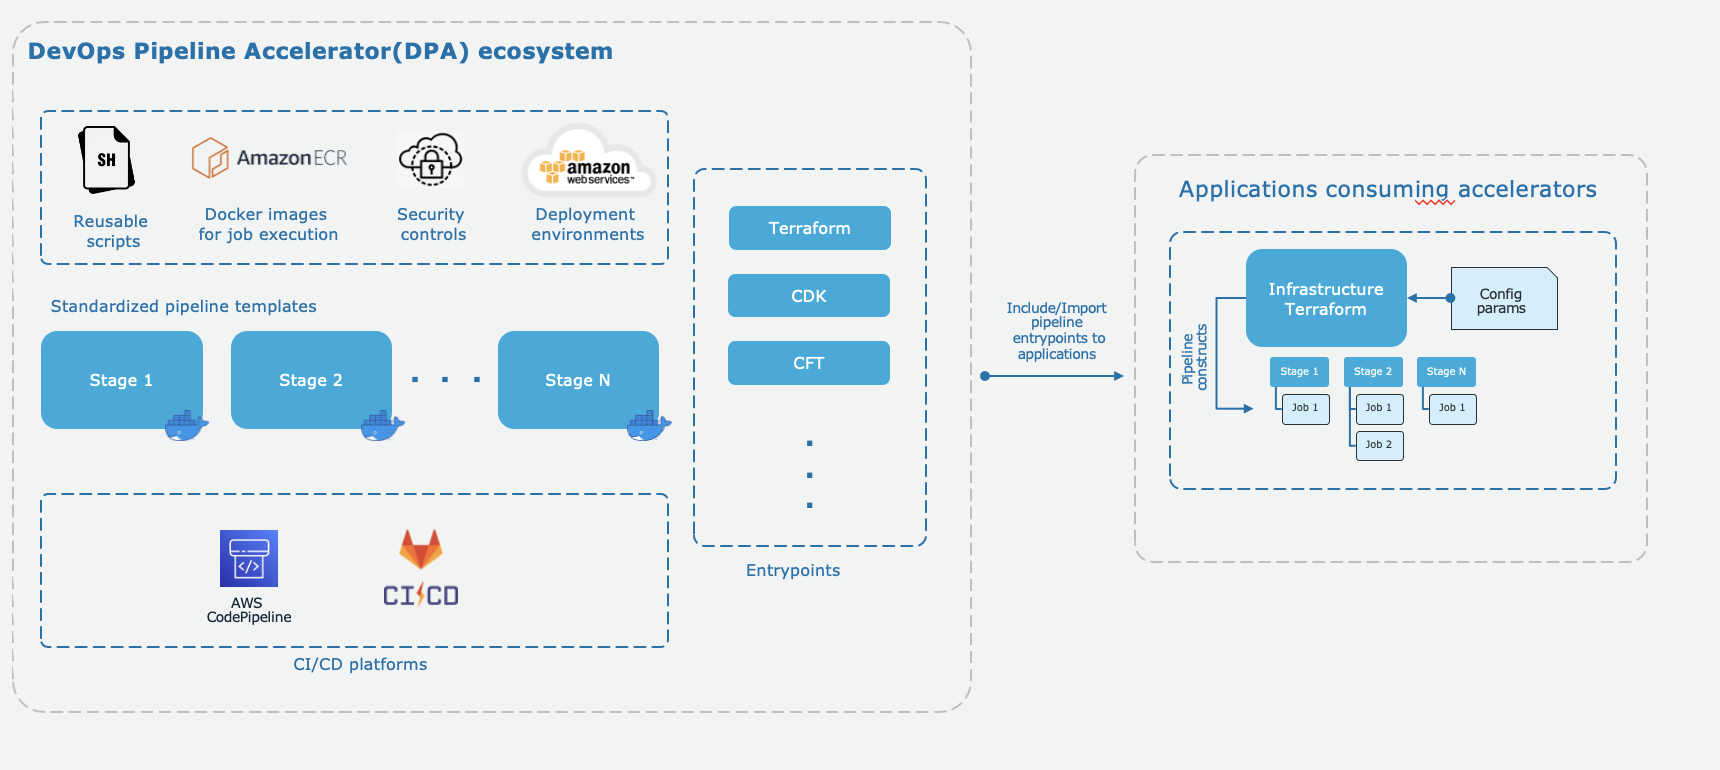 DevOps Pipeline Accelerator(DPA) ecosystem
SH
Reusable
scripts
Amazon ECR
Docker images
for job execution
Security
controls
amazon
web services™
Deployment
environments
Standardized pipeline templates
Stage 1
Stage 2
Stage N
AWS
CodePipeline
CI CD
CI/CD platforms
Terraform
CDK
CFT
Entrypoints
Include/Import
pipeline
entrypoints to
applications
Applications consuming accelerators
Infrastructure
Terraform
Config
params
Pipeline
constructs
Stage 1
Job 1
Stage 2
Job 1
Job 2
Stage N
Job 1